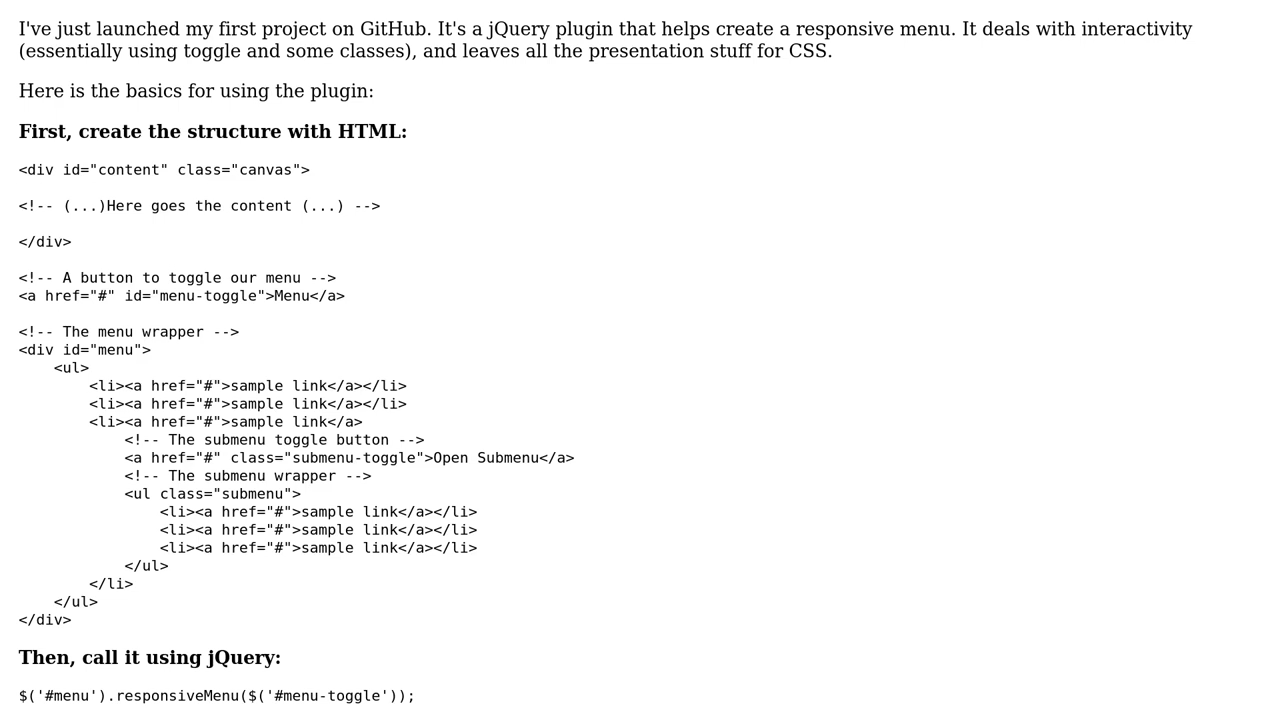 I've just launched my first project on GitHub. It's a jQuery plugin that helps create a responsive menu. It deals with interactivity
(essentially using toggle and some classes), and leaves all the presentation stuff for CSS.
Here is the basics for using the plugin:
First, create the structure with HTML:
<div id="content" class="canvas">
<!-- (...)Here goes the content (...) -->
</div>
<!-- A button to toggle our menu -->
<a href="#" id="menu-toggle">Menu</a>
<!-- The menu wrapper -->
<div id="menu">
    <ul>
        <li><a href="#">sample link</a></li>
        <li><a href="#">sample link</a></li>
        <li><a href="#">sample link</a>
            <!-- The submenu toggle button -->
            <a href="#" class="submenu-toggle">Open Submenu</a>
            <!-- The submenu wrapper -->
            <ul class="submenu">
                <li><a href="#">sample link</a></li>
                <li><a href="#">sample link</a></li>
                <li><a href="#">sample link</a></li>
            </ul>
        </li>
    </ul>
</div>
Then, call it using jQuery:
$('#menu').responsiveMenu($('#menu-toggle'));